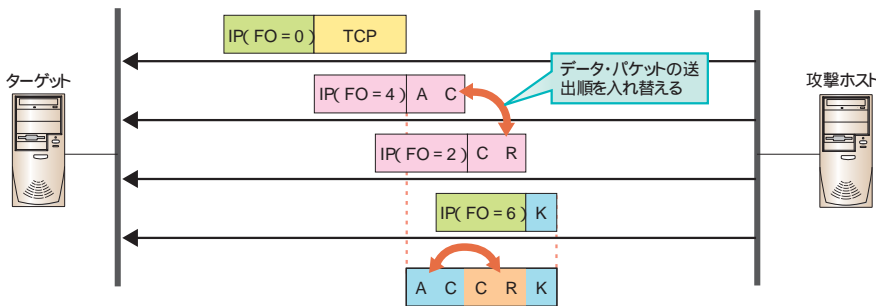 IP(FO=0) TCP
ターゲット
攻撃ホスト
データ・パケットの送
出順を入れ替える
IP(FO=4) A C
IP(FO=2) C R
IP(FO=6) K
A C C R K